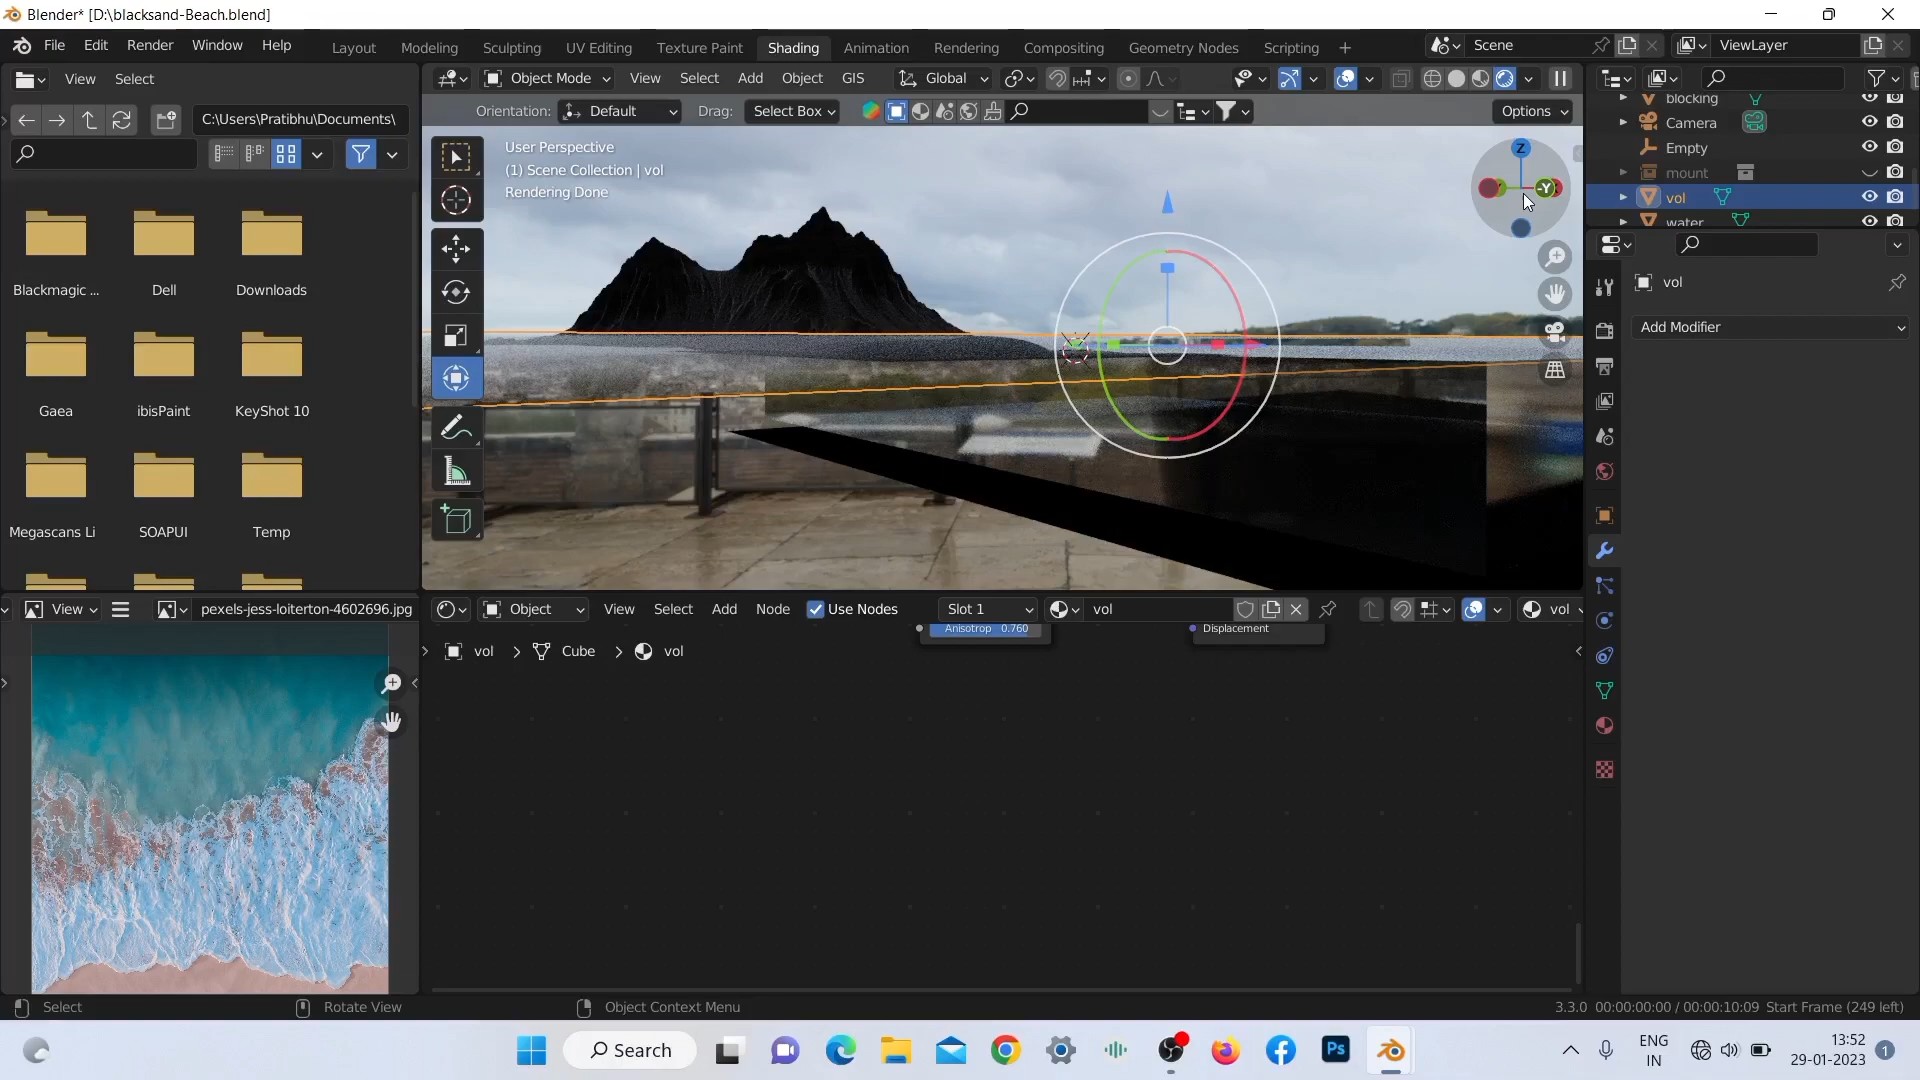 Blender* [D:\blacksand-Beach.blend]
File Edit Render Window Help
Layout Modeling Sculpting UV Editing Texture Paint Shading Animation Rendering Compositing Geometry Nodes Scripting
Scene
ViewLayer
View Select
Object Mode View Select Add Object GIS Global
C:\Users\Pratibhu\Documents\
Orientation: Default Drag: Select Box
Options
User Perspective
(1) Scene Collection | vol
Rendering Done
Z
-Y
blocking
Camera
Empty
mount
vol
water
vol
Add Modifier
Blackmagic ...
Dell
Downloads
Gaea
ibisPaint
KeyShot 10
Megascans Li
SOAPUI
Temp
View
pexels-jess-loiterton-4602696.jpg
Object View Select Add Node Use Nodes Slot 1 vol vol
Anisotrop 0.760
Displacement
vol > Cube > vol
Select
Rotate View
Object Context Menu
3.3.0 00:00:00:00 / 00:00:10:09 Start Frame (249 left)
Search
Ps
ENG
IN
13:52
29-01-2023
1